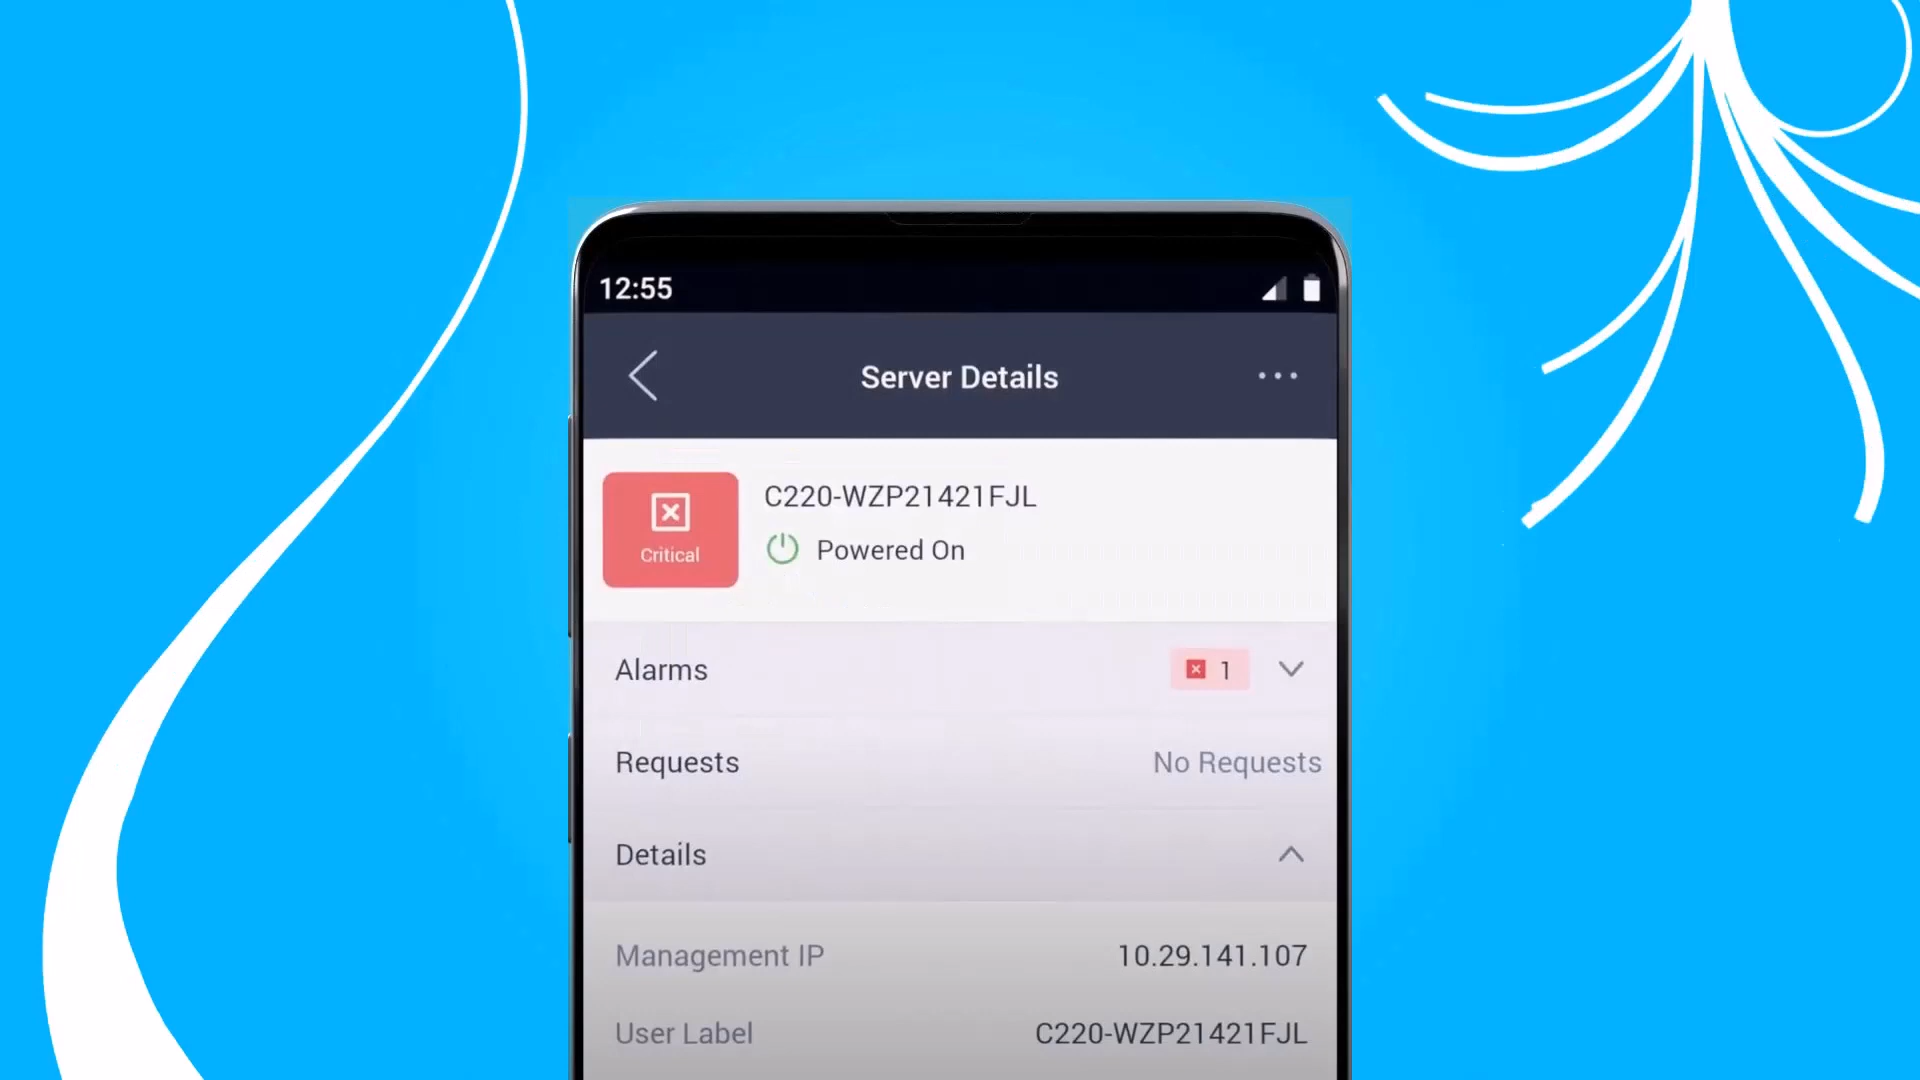 12:55
Server Details
C220-WZP21421FJL
Critical
Powered On
Alarms 1
Requests No Requests
Details
Management IP 10.29.141.107
User Label C220-WZP21421FJL